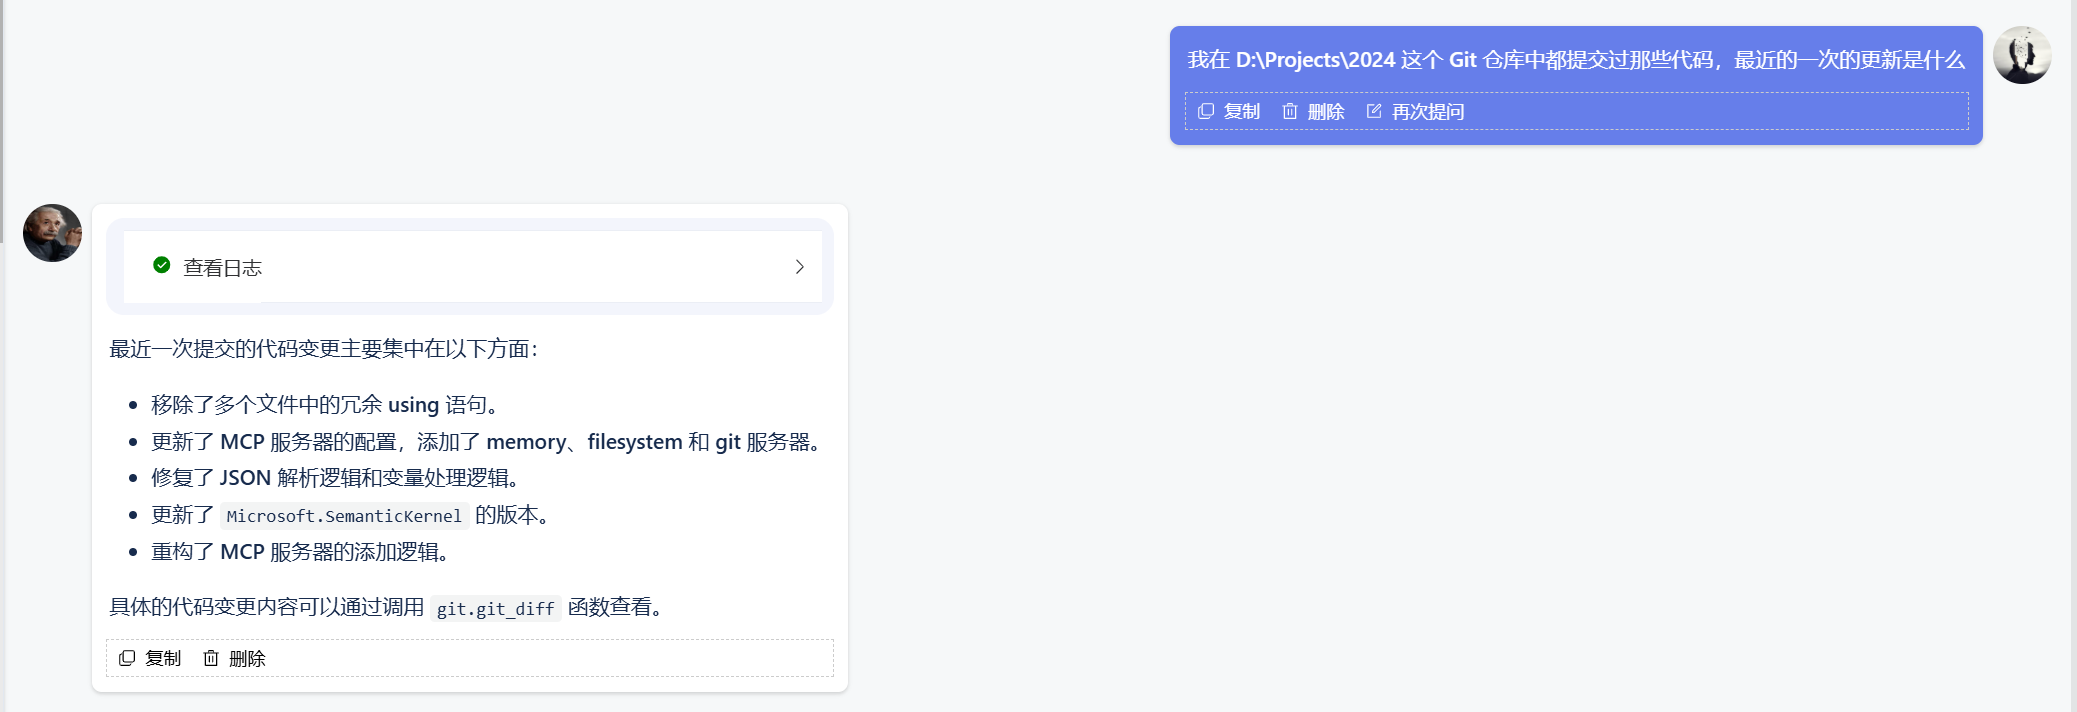 我在 D:\Projects\2024 这个 Git 仓库中都提交过那些代码，最近的一次的更新是什么
复制 删除 再次提问
查看日志
最近一次提交的代码变更主要集中在以下方面：
• 移除了多个文件中的冗余 using 语句。
• 更新了 MCP 服务器的配置，添加了 memory、filesystem 和 git 服务器。
• 修复了 JSON 解析逻辑和变量处理逻辑。
• 更新了 Microsoft.SemanticKernel 的版本。
• 重构了 MCP 服务器的添加逻辑。
具体的代码变更内容可以通过调用 git.git_diff 函数查看。
复制 删除